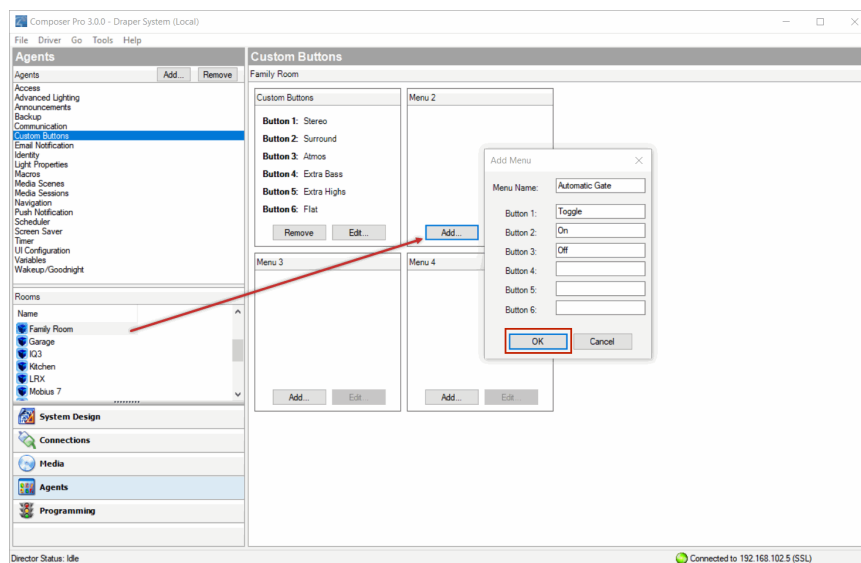 Composer Pro 3.0.0 - Draper System (Local)
File Driver Go Tools Help
Agents
Agents Add... Remove
Access
Advanced Lighting
Announcements
Backup
Communication
Custom Buttons
Email Notification
Identity
Light Properties
Macros
Media Scenes
Media Sessions
Navigation
Push Notification
Scheduler
Screen Saver
Timer
UI Configuration
Variables
Wakeup/Goodnight
Rooms
Name
Family Room
Garage
IQ3
Kitchen
LRX
Mobius 7
System Design
Connections
Media
Agents
Programming
Custom Buttons
Family Room
Custom Buttons
Button 1: Stereo
Button 2: Surround
Button 3: Atmos
Button 4: Extra Bass
Button 5: Extra Highs
Button 6: Flat
Remove Edit...
Menu 2
Add...
Menu 3
Add... Edit...
Menu 4
Add... Edit...
Add Menu
Menu Name: Automatic Gate
Button 1: Toggle
Button 2: On
Button 3: Off
Button 4:
Button 5:
Button 6:
OK Cancel
Director Status: Idle
Connected to 192.168.102.5 (SSL)